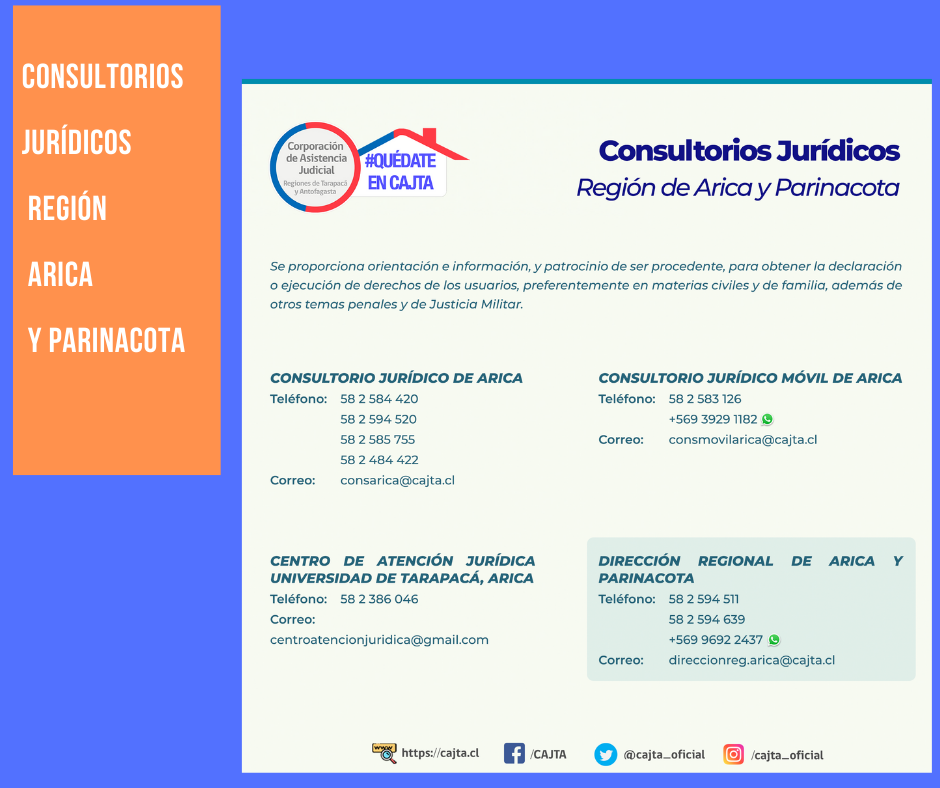 CONSULTORIOS
JURÍDICOS
REGIÓN
ARICA
Y PARINACOTA
Corporación
de Asistencia
Judicial
Regiones de Tarapacá
y Antofagasta
#QUÉDATE
EN CAJTA
Consultorios Jurídicos
Región de Arica y Parinacota
Se proporciona orientación e información, y patrocinio de ser procedente, para obtener la declaración
o ejecución de derechos de los usuarios, preferentemente en materias civiles y de familia, además de
otros temas penales y de Justicia Militar.
CONSULTORIO JURÍDICO DE ARICA
Teléfono: 58 2 584 420
58 2 594 520
58 2 585 755
58 2 484 422
Correo: consarica@cajta.cl
CONSULTORIO JURÍDICO MÓVIL DE ARICA
Teléfono: 58 2 583 126
+569 3929 1182
Correo: consmovilarica@cajta.cl
CENTRO DE ATENCIÓN JURÍDICA
UNIVERSIDAD DE TARAPACÁ, ARICA
Teléfono: 58 2 386 046
Correo:
centroatencionjuridica@gmail.com
DIRECCIÓN REGIONAL DE ARICA Y
PARINACOTA
Teléfono: 58 2 594 511
58 2 594 639
+569 9692 2437
Correo: direccionreg.arica@cajta.cl
www https://cajta.cl /CAJTA @cajta_oficial /cajta_oficial